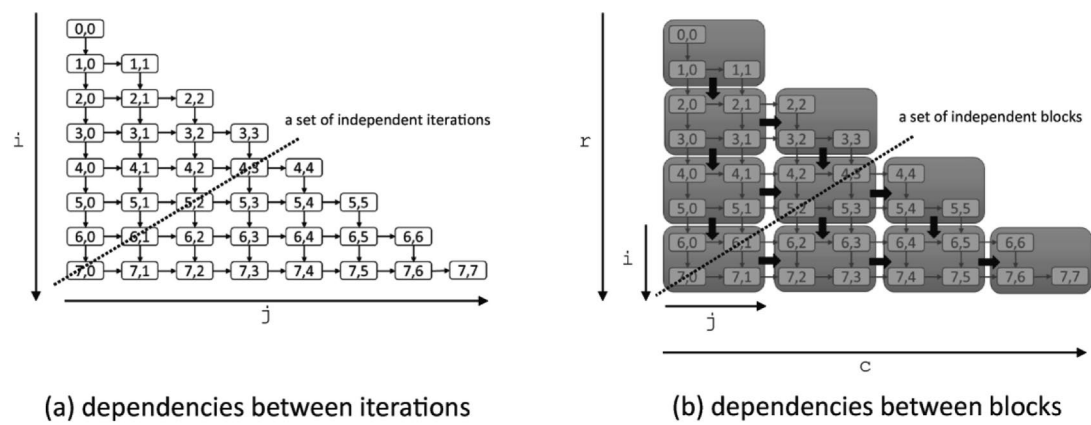 0,0
1,0 1,1
2,0 2,1 2,2
3,0 3,1 3,2 3,3
a set of independent iterations
i
4,0 4,1 4,2 4,3 4,4
5,0 5,1 5,2 5,3 5,4 5,5
6,0 6,1 6,2 6,3 6,4 6,5 6,6
7,0 7,1 7,2 7,3 7,4 7,5 7,6 7,7
j
(a) dependencies between iterations
0,0
1,0 1,1
2,0 2,1 2,2
a set of independent blocks
r
3,0 3,1 3,2 3,3
4,0 4,1 4,2 4,3 4,4
5,0 5,1 5,2 5,3 5,4 5,5
6,0 6,1 6,2 6,3 6,4 6,5 6,6
i
7,0 7,1 7,2 7,3 7,4 7,5 7,6 7,7
j
c
(b) dependencies between blocks